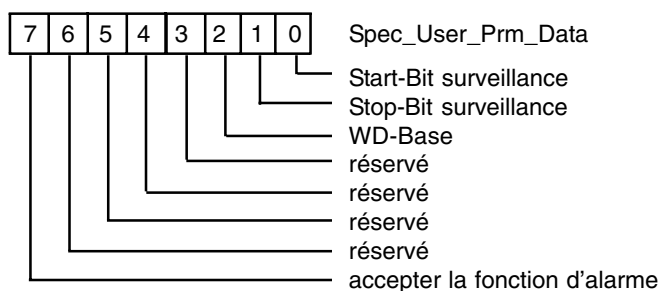 7 6 5 4 3 2 1 0 Spec_User_Prm_Data
Start-Bit surveillance
Stop-Bit surveillance
WD-Base
réservé
réservé
réservé
réservé
accepter la fonction d'alarme